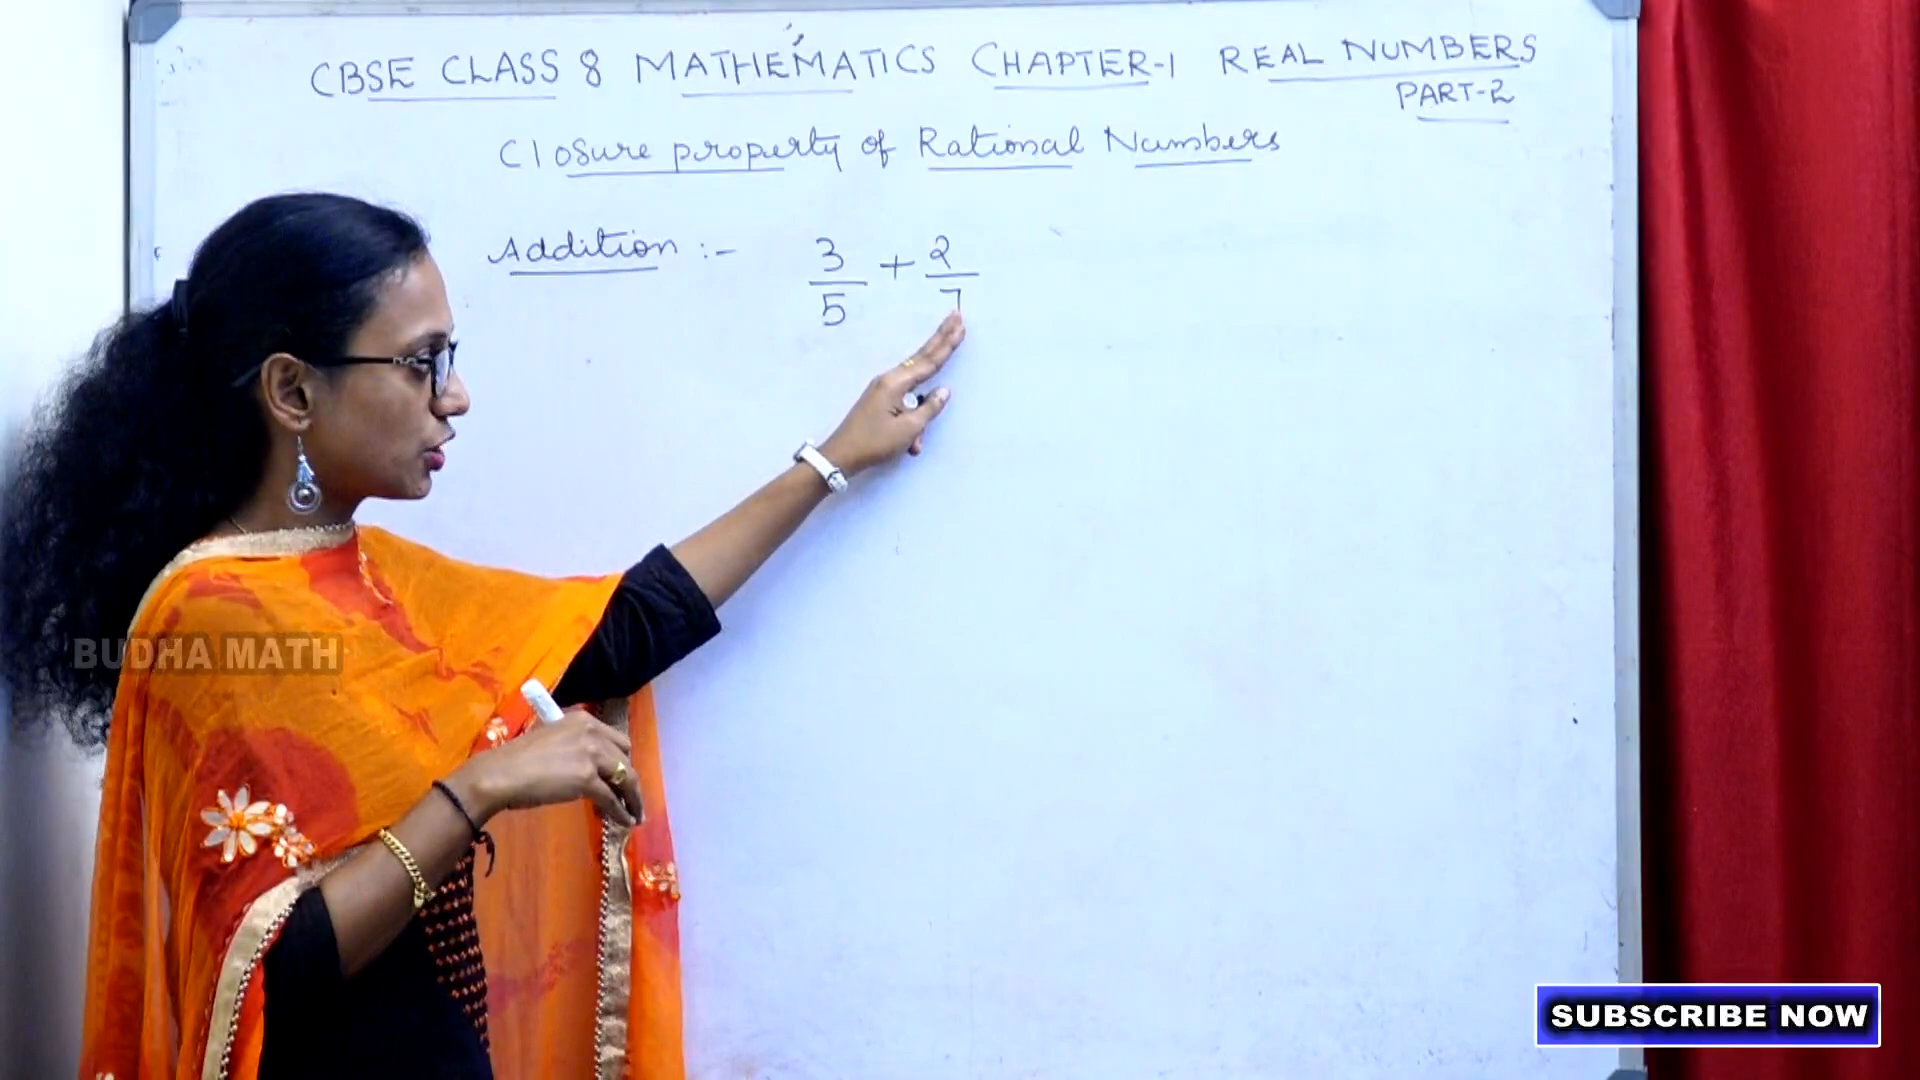 CBSE CLASS 8 MATHEMATICS CHAPTER-1 REAL NUMBERS
PART-2
Closure property of Rational Numbers
Addition :- 3/5 + 2/7
BUDHA MATH
SUBSCRIBE NOW